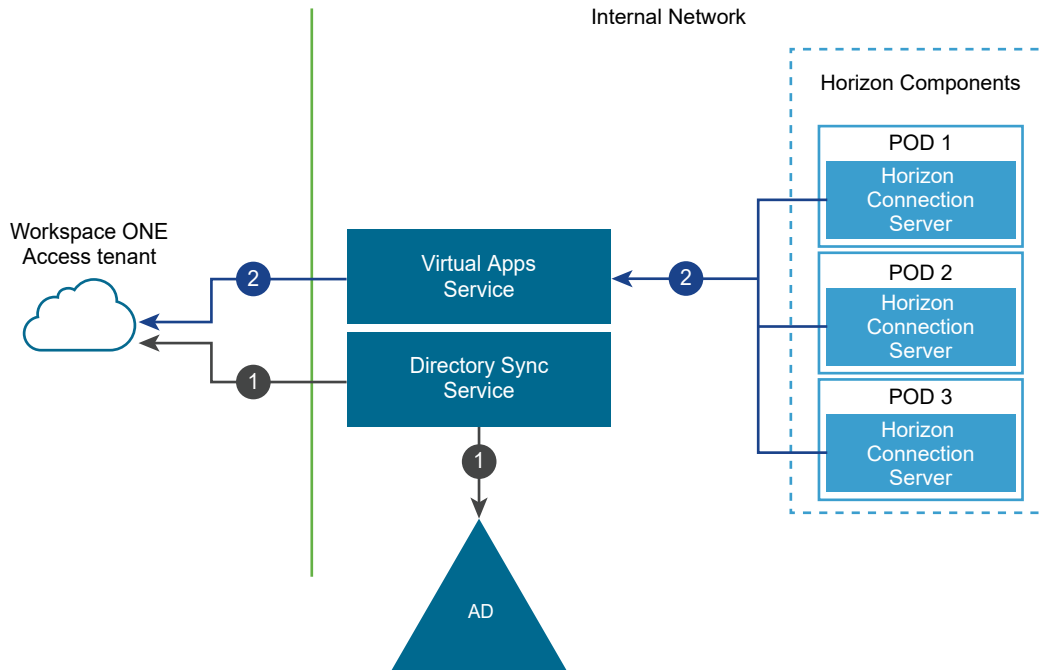 Internal Network
Horizon Components
POD 1
Horizon
Connection
Server
POD 2
Horizon
Connection
Server
POD 3
Horizon
Connection
Server
Workspace ONE
Access tenant
2
Virtual Apps
Service
2
1
Directory Sync
Service
1
AD